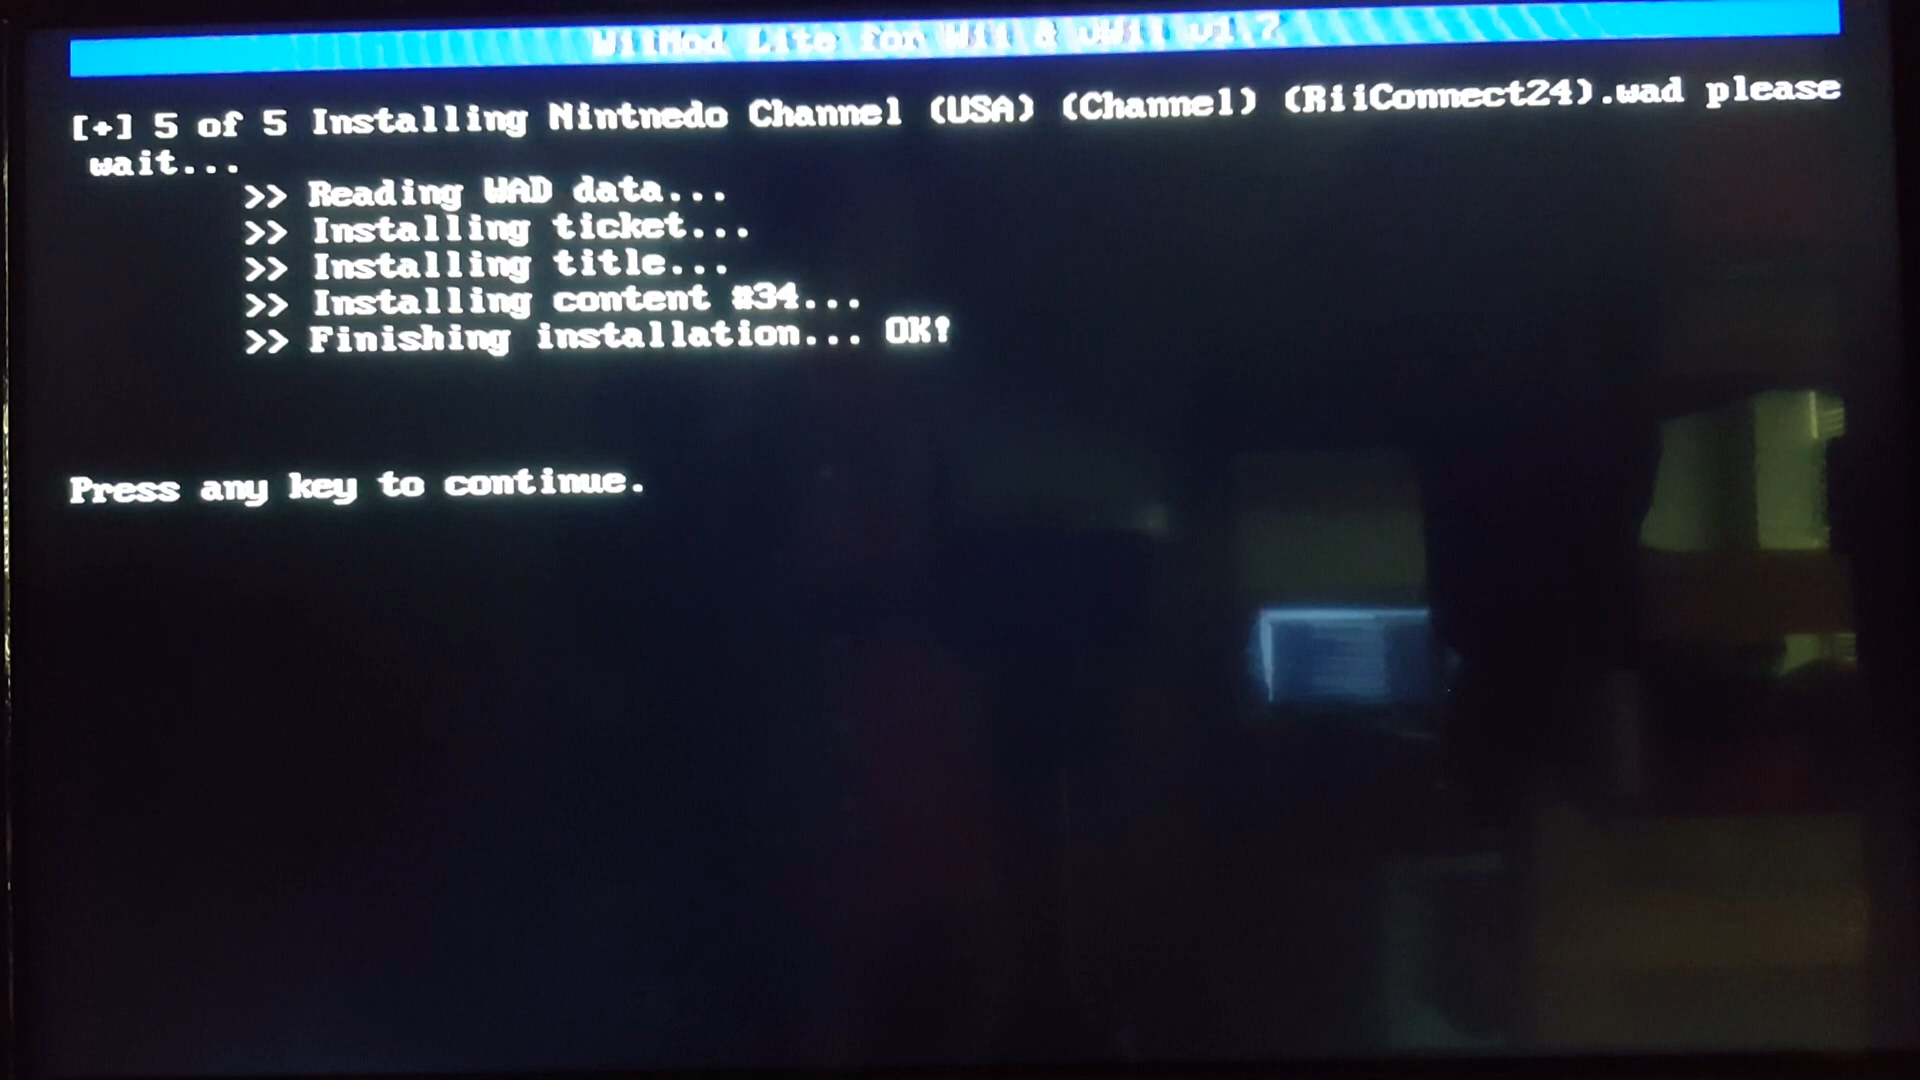 WiiMod Lite for Wii & vWii v1.7
[+] 5 of 5 Installing Nintnedo Channel (USA) (Channel) (RiiConnect24).wad please
wait...
>> Reading WAD data...
>> Installing ticket...
>> Installing title...
>> Installing content #34...
>> Finishing installation... OK!
Press any key to continue.